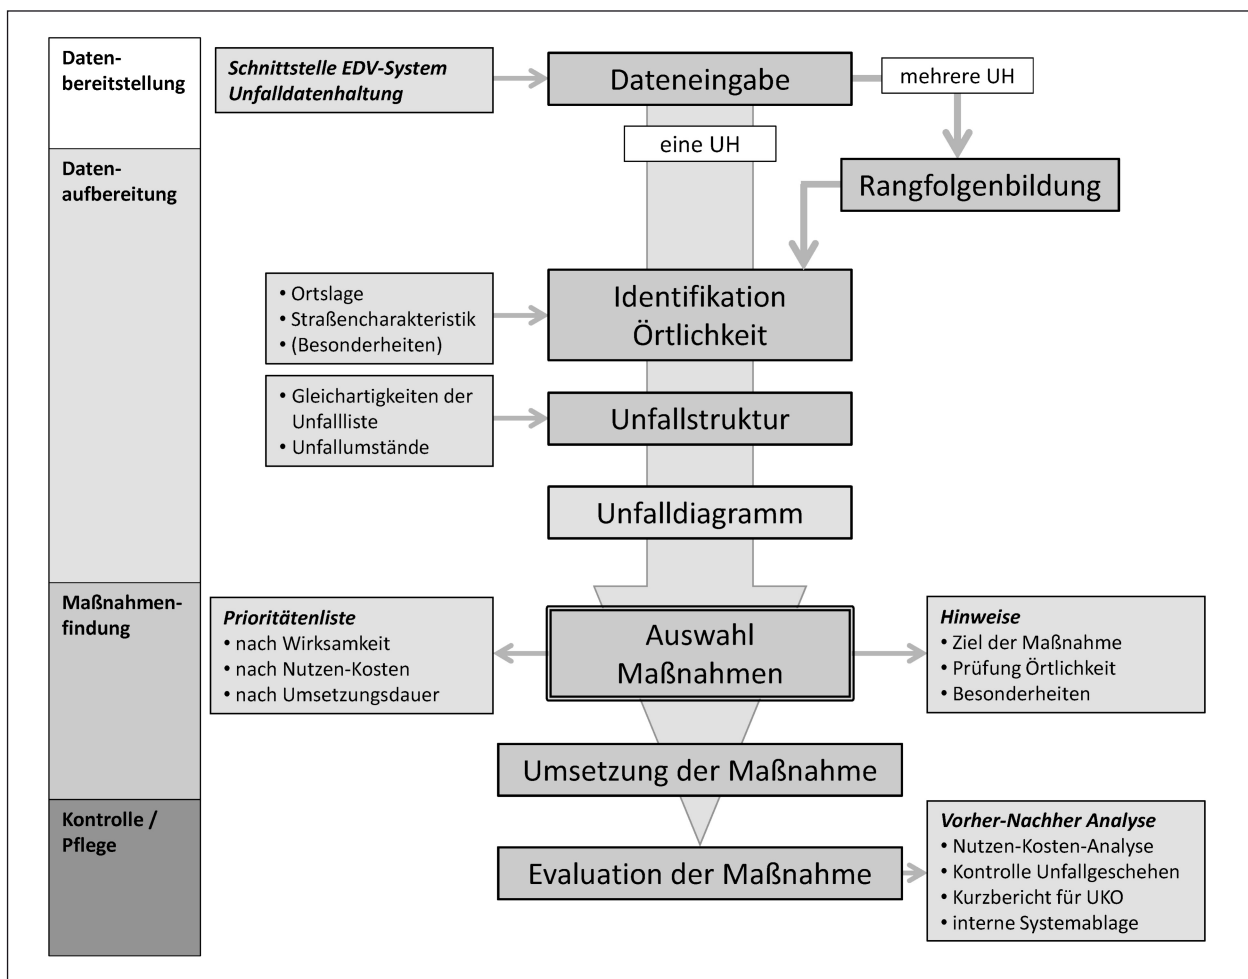 Daten-
bereitstellung
Schnittstelle EDV-System
Unfalldatenhaltung
Dateneingabe
mehrere UH
eine UH
Daten-
aufbereitung
Rangfolgenbildung
• Ortslage
• Straßencharakteristik
• (Besonderheiten)
Identifikation
Örtlichkeit
• Gleichartigkeiten der
Unfallliste
• Unfallumstände
Unfallstruktur
Unfalldiagramm
Maßnahmen-
findung
Prioritätenliste
• nach Wirksamkeit
• nach Nutzen-Kosten
• nach Umsetzungsdauer
Auswahl
Maßnahmen
Hinweise
• Ziel der Maßnahme
• Prüfung Örtlichkeit
• Besonderheiten
Umsetzung der Maßnahme
Kontrolle /
Pflege
Evaluation der Maßnahme
Vorher-Nachher Analyse
• Nutzen-Kosten-Analyse
• Kontrolle Unfallgeschehen
• Kurzbericht für UKO
• interne Systemablage